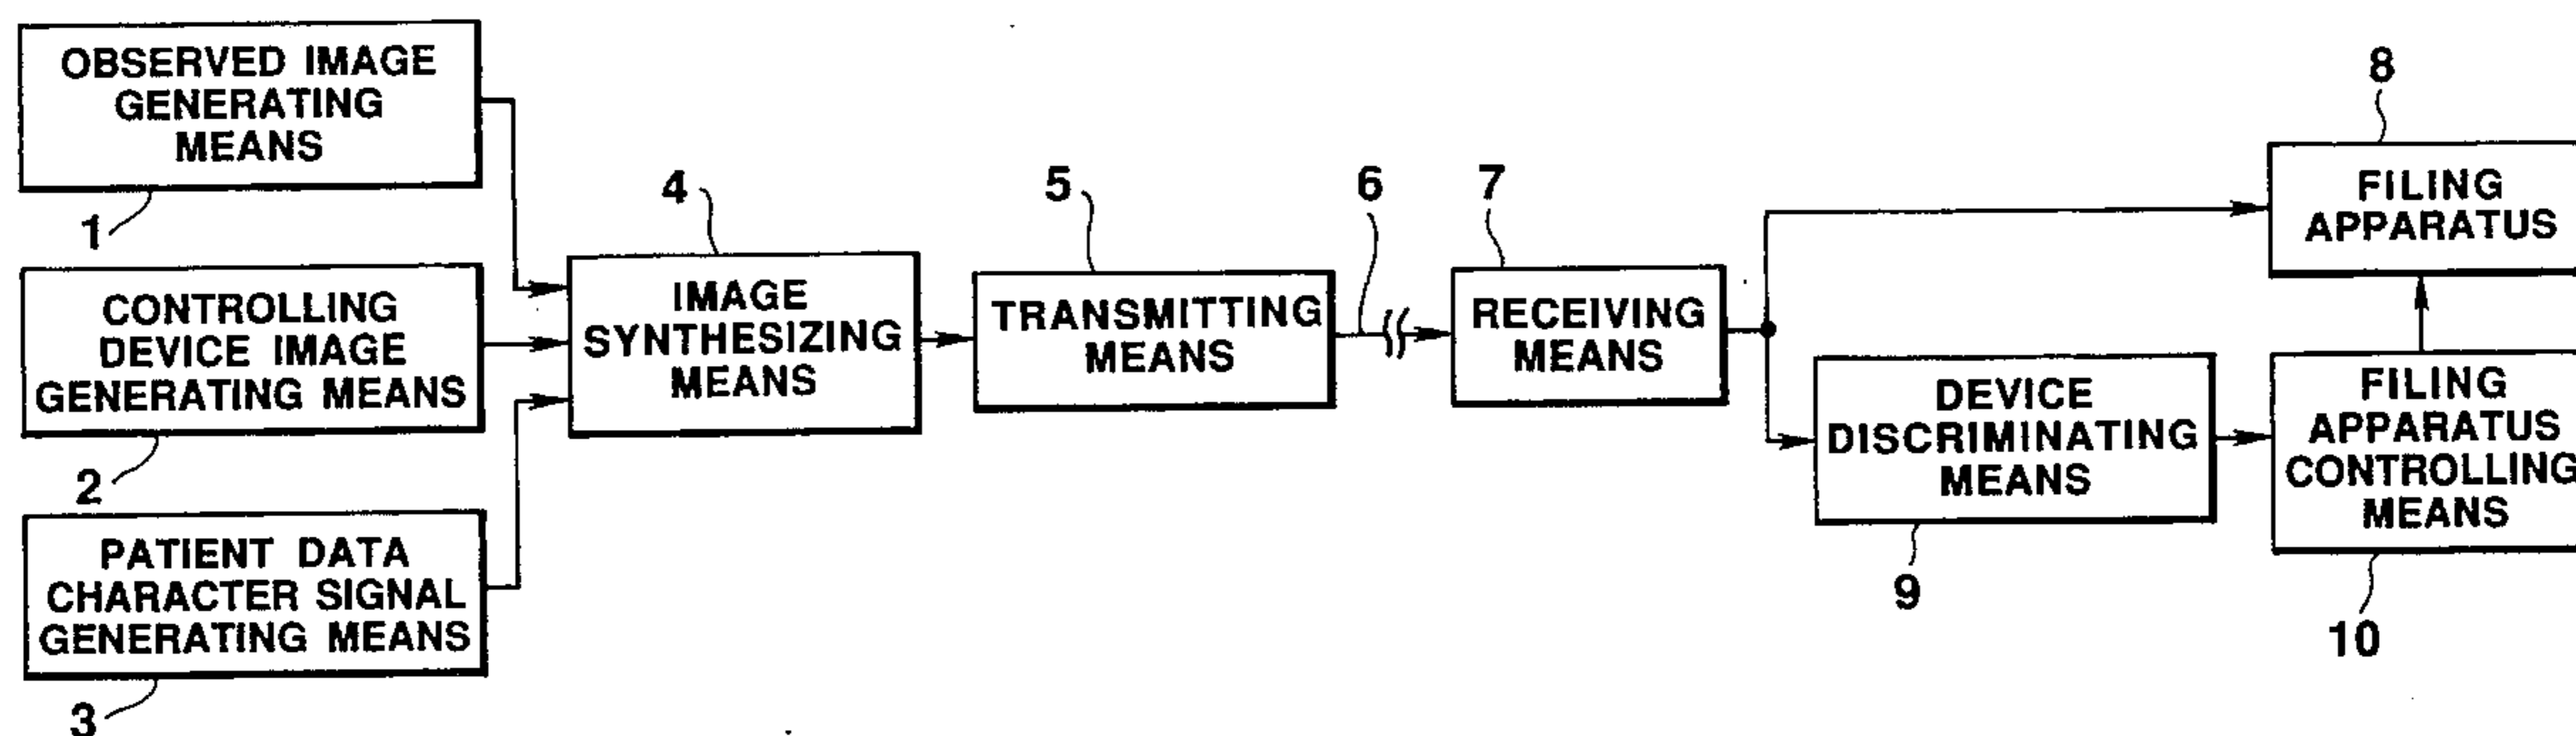 OBSERVED IMAGE
GENERATING
MEANS
1
CONTROLLING
DEVICE IMAGE
GENERATING MEANS
2
PATIENT DATA
CHARACTER SIGNAL
GENERATING MEANS
3
4
IMAGE
SYNTHESIZING
MEANS
5
TRANSMITTING
MEANS
6
7
RECEIVING
MEANS
8
FILING
APPARATUS
DEVICE
DISCRIMINATING
MEANS
9
FILING
APPARATUS
CONTROLLING
MEANS
10